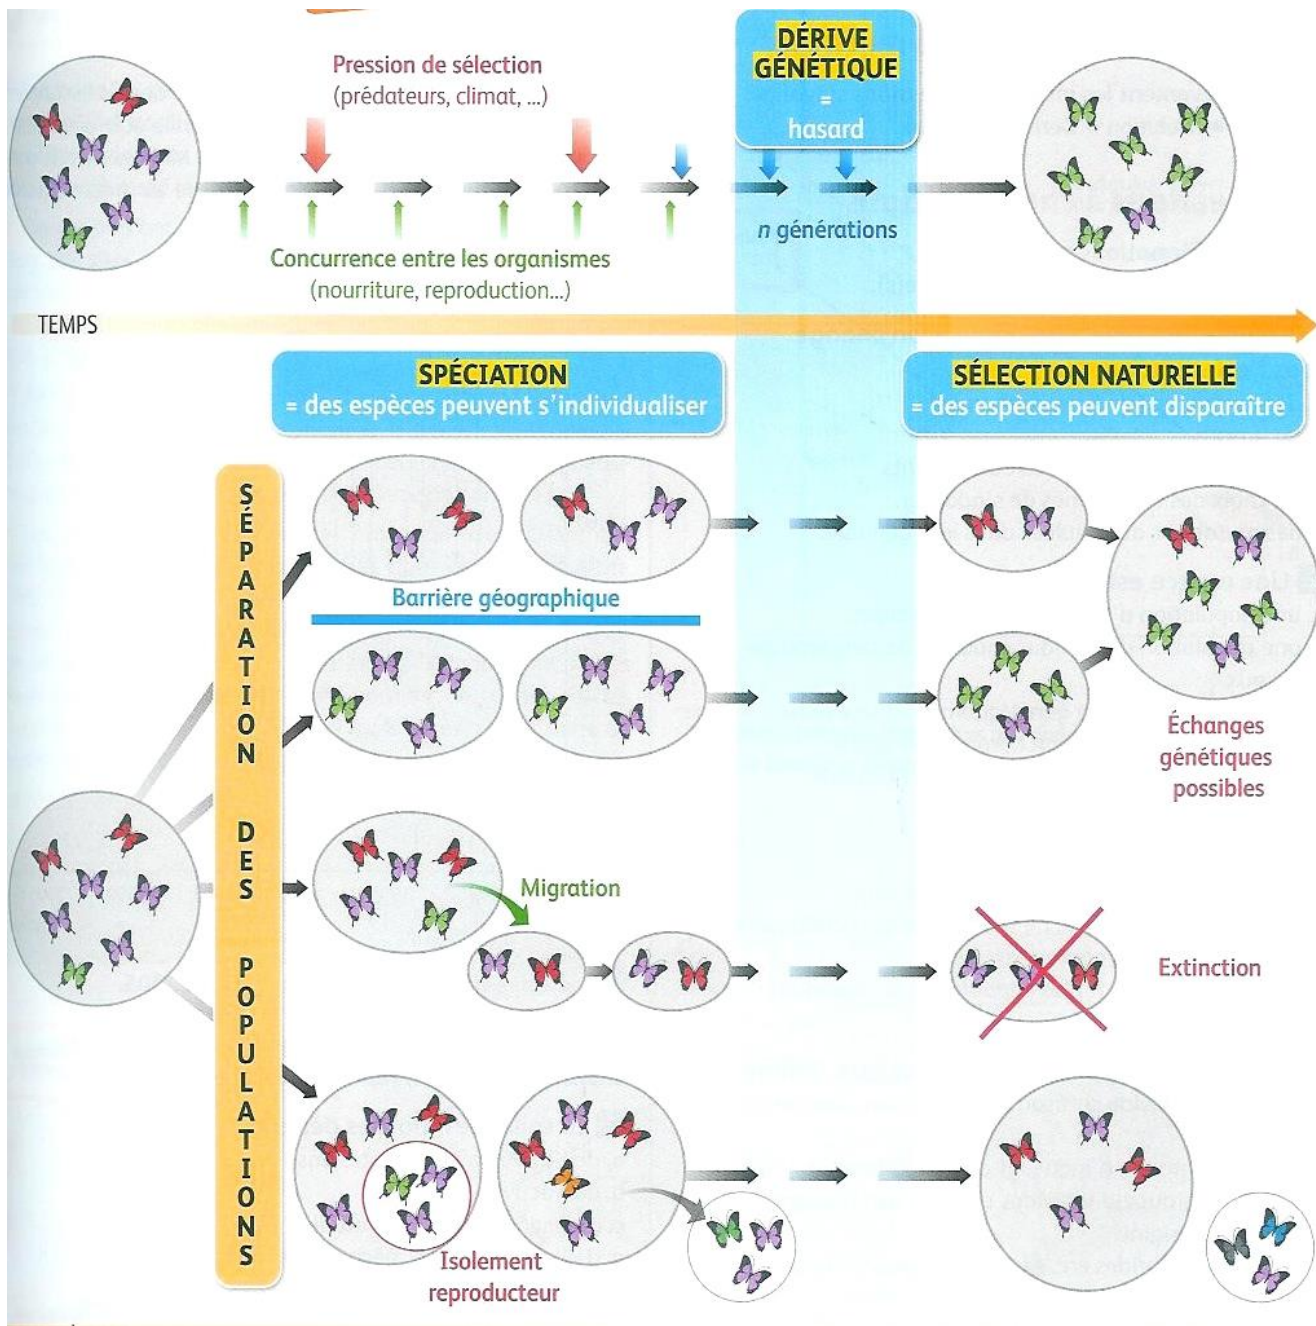 Pression de sélection
(prédateurs, climat, ...)
DÉRIVE
GÉNÉTIQUE
=
hasard
n générations
Concurrence entre les organismes
(nourriture, reproduction...)
TEMPS
SPÉCIATION
= des espèces peuvent s'individualiser
SÉLECTION NATURELLE
= des espèces peuvent disparaître
SÉPARATION DES POPULATIONS
Barrière géographique
Échanges
génétiques
possibles
Migration
Extinction
Isolement
reproducteur